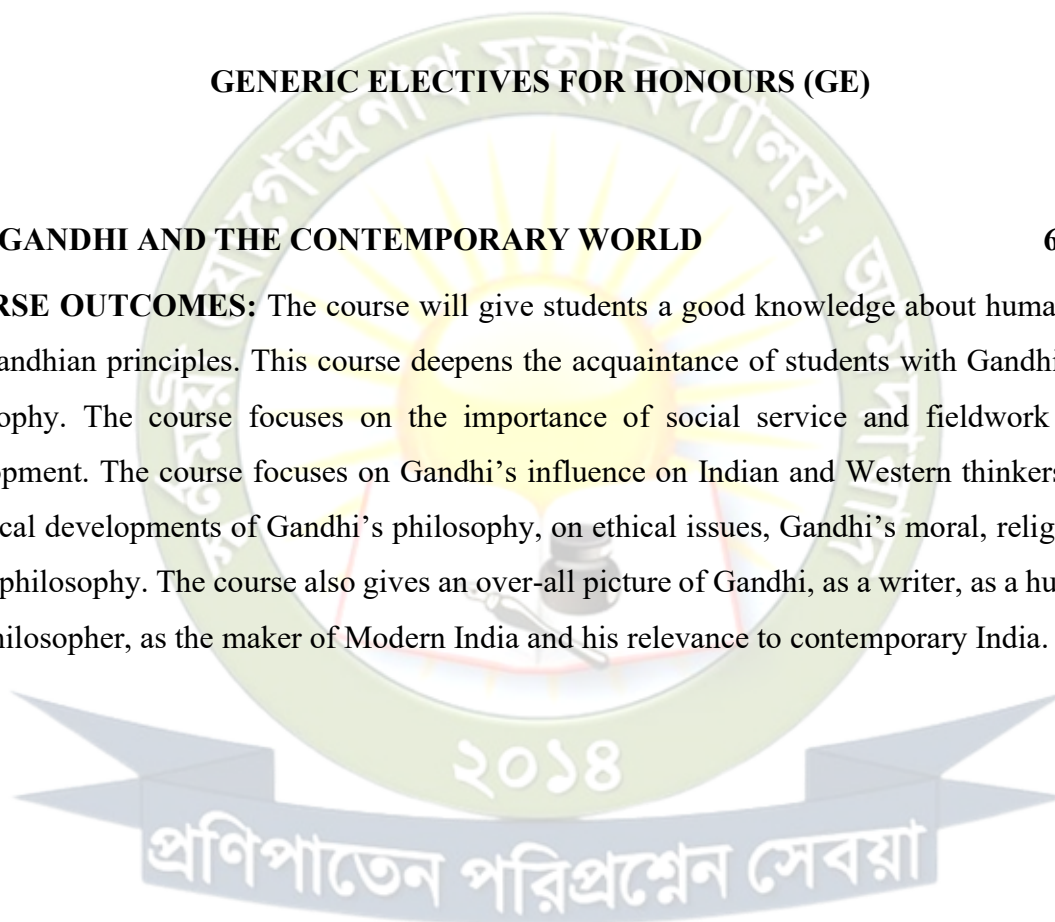 GENERIC ELECTIVES FOR HONOURS (GE)
GANDHI AND THE CONTEMPORARY WORLD 6
RSE OUTCOMES: The course will give students a good knowledge about huma
andhian principles. This course deepens the acquaintance of students with Gandhi
ophy. The course focuses on the importance of social service and fieldwork
opment. The course focuses on Gandhi’s influence on Indian and Western thinkers
cal developments of Gandhi’s philosophy, on ethical issues, Gandhi’s moral, relig
philosophy. The course also gives an over-all picture of Gandhi, as a writer, as a hu
hilosopher, as the maker of Modern India and his relevance to contemporary India.
যোগেন্দ্রনাথ মহাবিদ্যালয়,
২০১৪
প্রণিপাতেন পরিপ্রশ্নেন সেবয়া